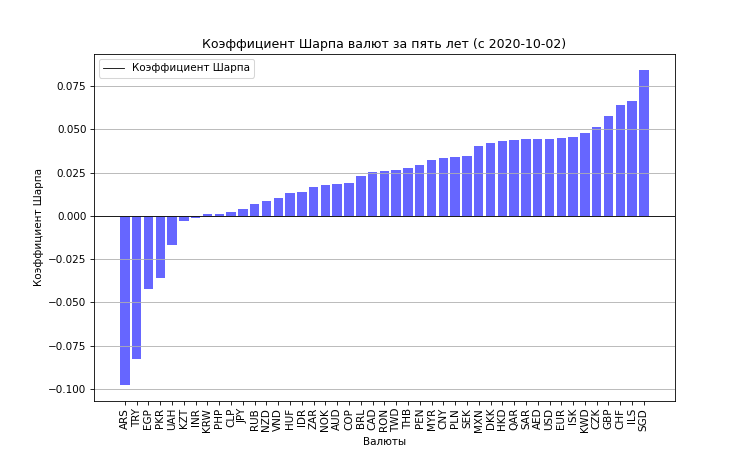 Коэффициент Шарпа валют за пять лет (с 2020-10-02)
Коэффициент Шарпа
0.075
0.050
0.025
0.000
−0.025
−0.050
−0.075
−0.100
Коэффициент Шарпа
ARS TRY EGP PKR UAH KZT INR KRW PHP CLP JPY RUB NZD VND HUF IDR ZAR NOK AUD COP BRL CAD RON TWD THB PEN MYR CNY PLN SEK MXN DKK HKD QAR SAR AED USD EUR ISK KWD CZK GBP CHF ILS SGD
Валюты